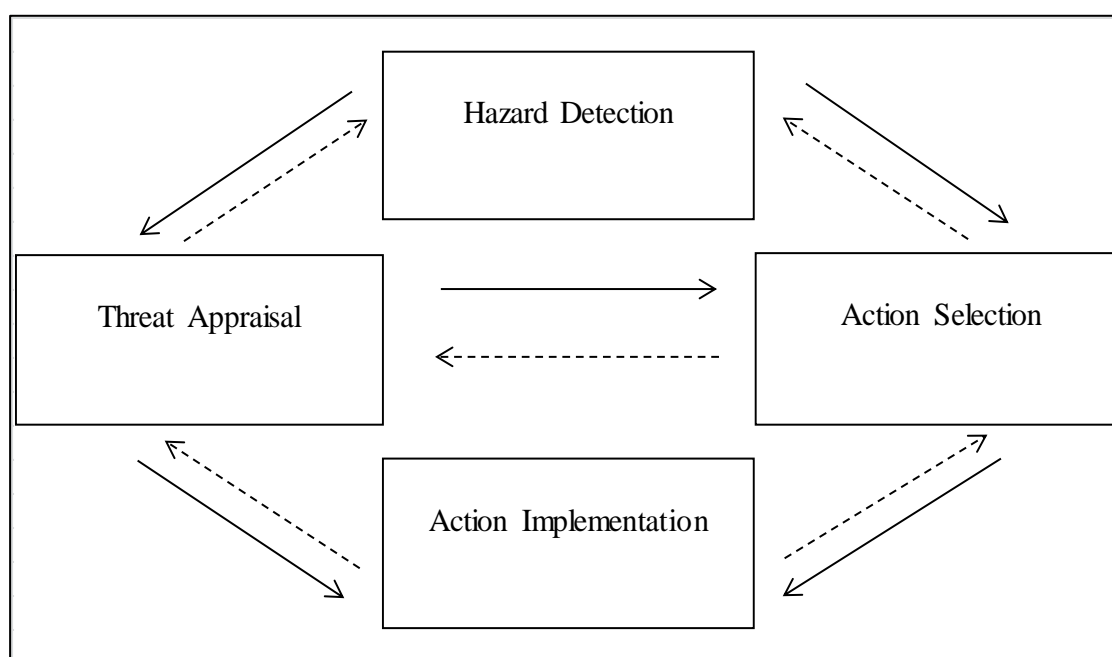 Hazard Detection
Threat Appraisal
Action Selection
Action Implementation